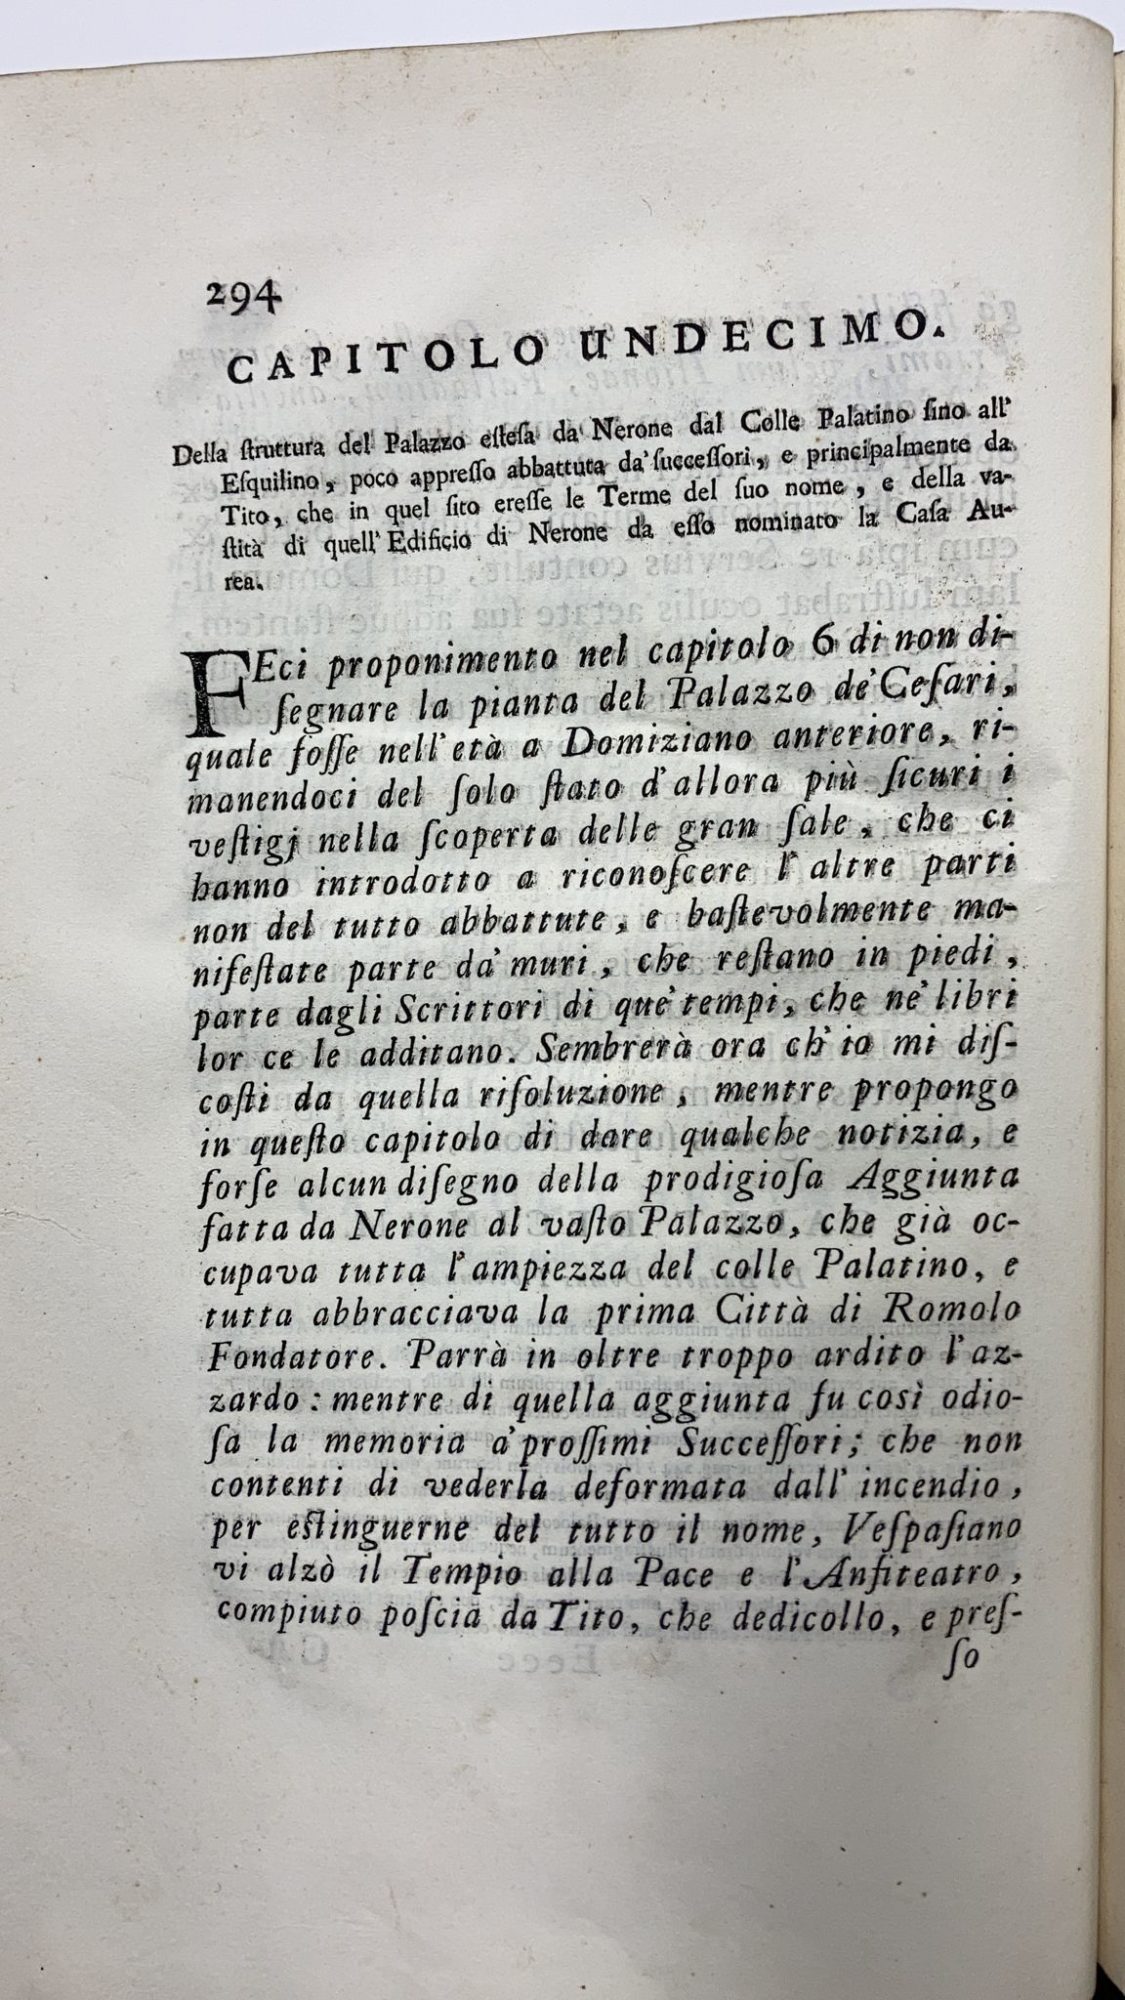 294
CAPITOLO UNDECIMO.
Della ſtruttura del Palazzo eſteſa da Nerone dal Colle Palatino ſino all'
Eſquilino, poco appreſſo abbattuta da' ſucceſſori, e principalmente da
Tito, che in quel ſito ereſſe le Terme del ſuo nome, e della va-
ſtità di quell' Edificio di Nerone da eſſo nominato la Caſa Au-
rea.
FEci proponimento nel capitolo 6 di non di-
ſegnare la pianta del Palazzo de' Ceſari,
quale foſſe nell' età a Domiziano anteriore, ri-
manendoci del ſolo ſtato d' allora più ſicuri i
veſtigj nella ſcoperta delle gran ſale, che ci
hanno introdotto a riconoſcere l' altre parti
non del tutto abbattute, e baſtevolmente ma-
nifeſtate parte da' muri, che reſtano in piedi,
parte dagli Scrittori di que' tempi, che ne' libri
lor ce le additano. Sembrerà ora ch' io mi diſ-
coſti da quella riſoluzione, mentre propongo
in queſto capitolo di dare qualche notizia, e
forſe alcun diſegno della prodigioſa Aggiunta
fatta da Nerone al vaſto Palazzo, che già oc-
cupava tutta l' ampiezza del colle Palatino, e
tutta abbracciava la prima Città di Romolo
Fondatore. Parrà in oltre troppo ardito l' az-
zardo: mentre di quella aggiunta fu così odio-
ſa la memoria a' proſſimi Succeſſori; che non
contenti di vederla deformata dall' incendio,
per eſtinguerne del tutto il nome, Veſpaſiano
vi alzò il Tempio alla Pace e l' Anfiteatro,
compiuto poſcia da Tito, che dedicollo, e preſ-
ſo